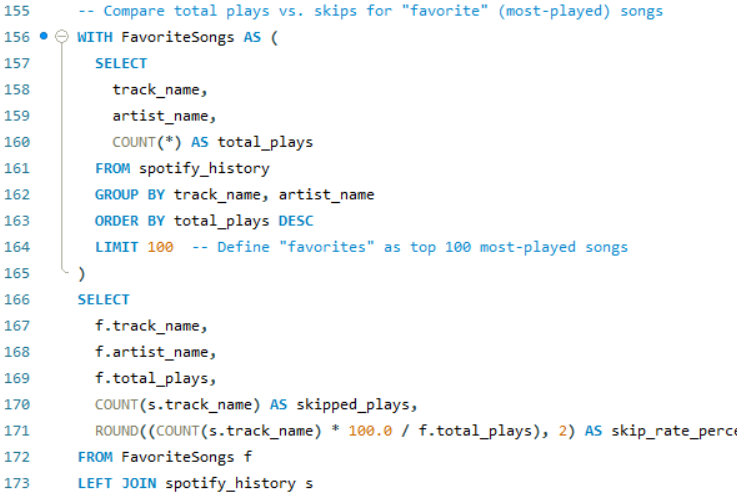 155 -- Compare total plays vs. skips for "favorite" (most-played) songs
156 WITH FavoriteSongs AS (
157 SELECT
158 track_name,
159 artist_name,
160 COUNT(*) AS total_plays
161 FROM spotify_history
162 GROUP BY track_name, artist_name
163 ORDER BY total_plays DESC
164 LIMIT 100 -- Define "favorites" as top 100 most-played songs
165 )
166 SELECT
167 f.track_name,
168 f.artist_name,
169 f.total_plays,
170 COUNT(s.track_name) AS skipped_plays,
171 ROUND((COUNT(s.track_name) * 100.0 / f.total_plays), 2) AS skip_rate_perce
172 FROM FavoriteSongs f
173 LEFT JOIN spotify_history s